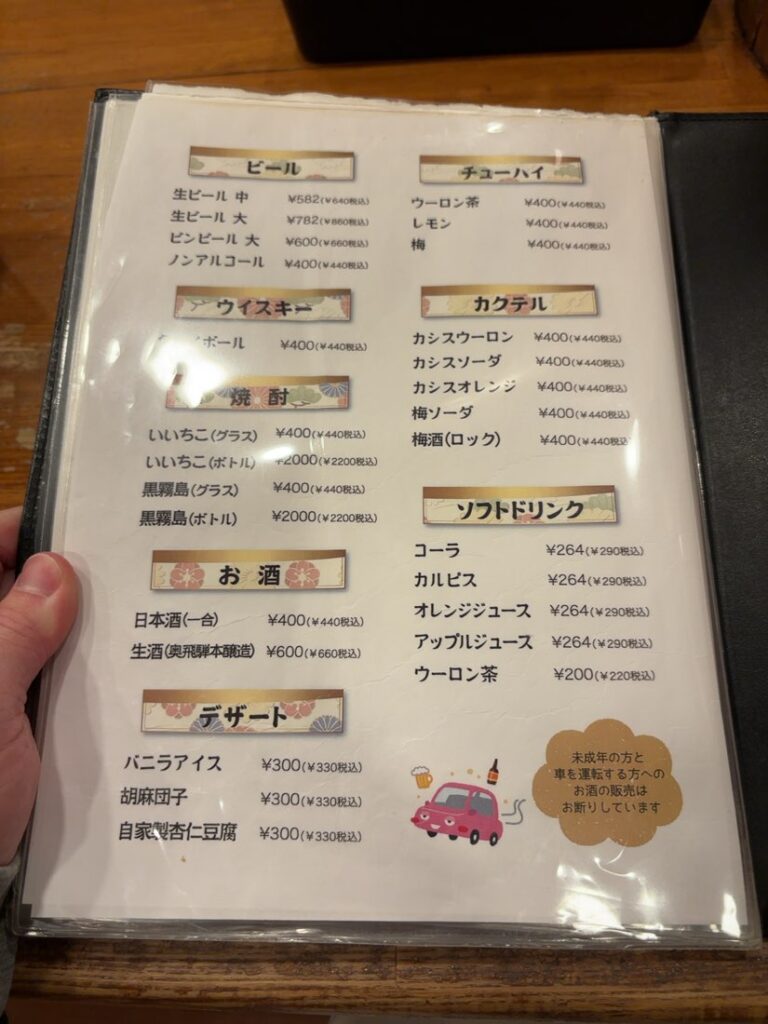 ビール
生ビール 中 ¥582(¥640税込)
生ビール 大 ¥782(¥860税込)
ビンビール 大 ¥600(¥660税込)
ノンアルコール ¥400(¥440税込)
ウイスキー
ボール ¥400(¥440税込)
焼酎
いいちこ(グラス) ¥400(¥440税込)
いいちこ(ボトル) ¥2000(¥2200税込)
黒霧島(グラス) ¥400(¥440税込)
黒霧島(ボトル) ¥2000(¥2200税込)
お酒
日本酒(一合) ¥400(¥440税込)
生酒(奥飛騨本醸造) ¥600(¥660税込)
デザート
バニラアイス ¥300(¥330税込)
胡麻団子 ¥300(¥330税込)
自家製杏仁豆腐 ¥300(¥330税込)
チューハイ
ウーロン茶 ¥400(¥440税込)
レモン ¥400(¥440税込)
梅 ¥400(¥440税込)
カクテル
カシスウーロン ¥400(¥440税込)
カシスソーダ ¥400(¥440税込)
カシスオレンジ ¥400(¥440税込)
梅ソーダ ¥400(¥440税込)
梅酒(ロック) ¥400(¥440税込)
ソフトドリンク
コーラ ¥264(¥290税込)
カルピス ¥264(¥290税込)
オレンジジュース ¥264(¥290税込)
アップルジュース ¥264(¥290税込)
ウーロン茶 ¥200(¥220税込)
未成年の方と
車を運転する方への
お酒の販売は
お断りしています